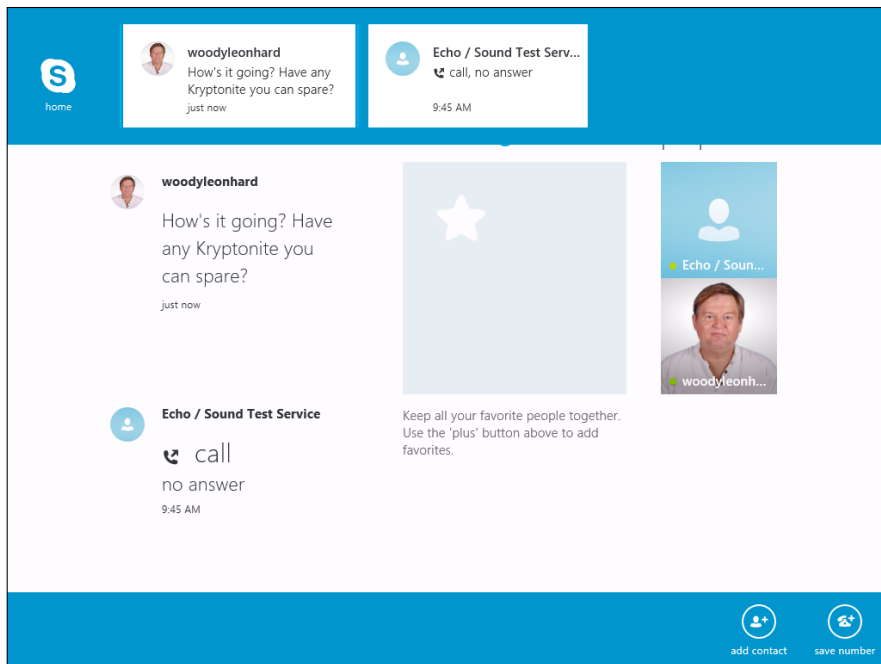 woodyleonhard
How's it going? Have any
Kryptonite you can spare?
just now
Echo / Sound Test Serv...
call, no answer
9:45 AM
home
woodyleonhard
How's it going? Have
any Kryptonite you
can spare?
just now
Echo / Sound Test Service
call
no answer
9:45 AM
Keep all your favorite people together.
Use the 'plus' button above to add
favorites.
Echo / Soun...
woodyleonh...
add contact
save number